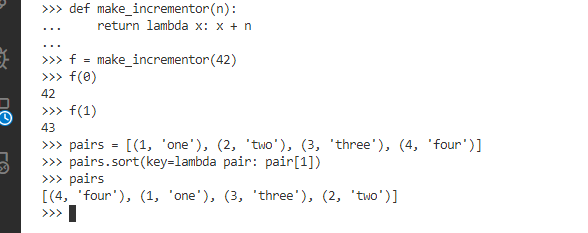 >>> def make_incrementor(n):
...     return lambda x: x + n
...
>>> f = make_incrementor(42)
>>> f(0)
42
>>> f(1)
43
>>> pairs = [(1, 'one'), (2, 'two'), (3, 'three'), (4, 'four')]
>>> pairs.sort(key=lambda pair: pair[1])
>>> pairs
[(4, 'four'), (1, 'one'), (3, 'three'), (2, 'two')]
>>>